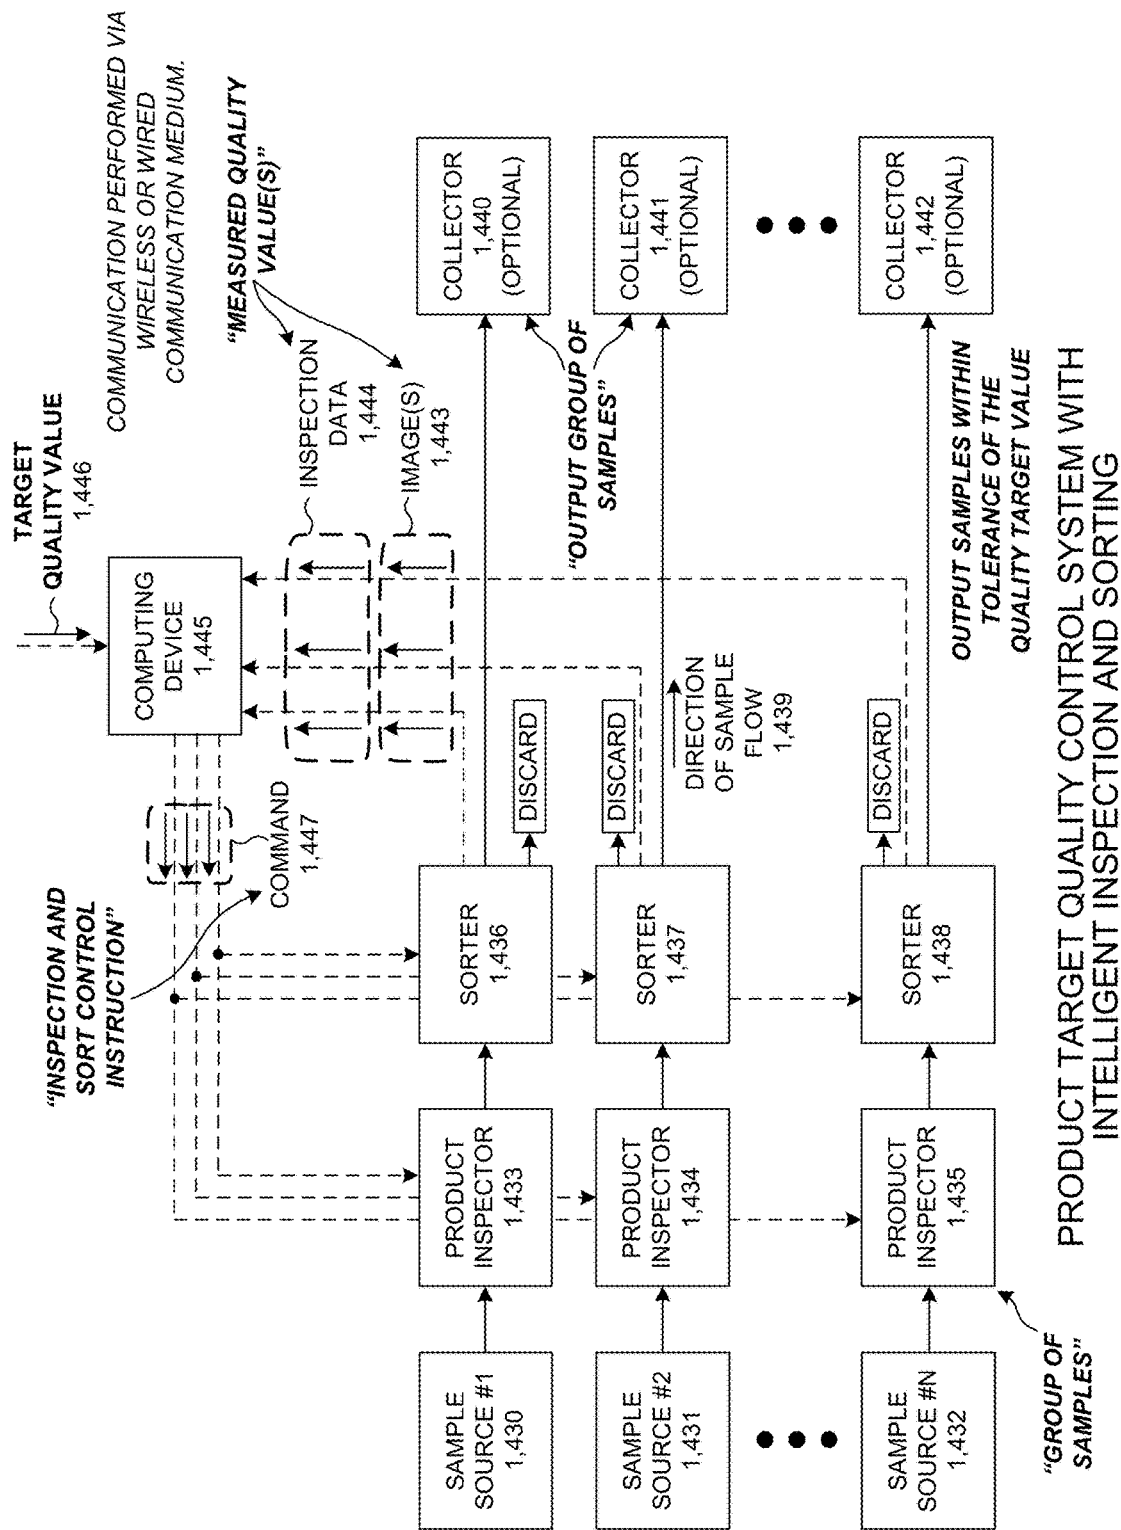 TARGET
QUALITY VALUE
1,446
COMMUNICATION PERFORMED VIA
WIRELESS OR WIRED
COMMUNICATION MEDIUM.
"INSPECTION AND
SORT CONTROL
INSTRUCTION"
COMMAND
1,447
COMPUTING
DEVICE
1,445
"MEASURED QUALITY
VALUE(S)"
INSPECTION
DATA
1,444
IMAGE(S)
1,443
SAMPLE
SOURCE #1
1,430
PRODUCT
INSPECTOR
1,433
SORTER
1,436
DISCARD
COLLECTOR
1,440
(OPTIONAL)
"OUTPUT GROUP OF
SAMPLES"
SAMPLE
SOURCE #2
1,431
PRODUCT
INSPECTOR
1,434
SORTER
1,437
DISCARD
COLLECTOR
1,441
(OPTIONAL)
DIRECTION
OF SAMPLE
FLOW
1,439
SAMPLE
SOURCE #N
1,432
PRODUCT
INSPECTOR
1,435
SORTER
1,438
DISCARD
COLLECTOR
1,442
(OPTIONAL)
OUTPUT SAMPLES WITHIN
TOLERANCE OF THE
QUALITY TARGET VALUE
"GROUP OF
SAMPLES"
PRODUCT TARGET QUALITY CONTROL SYSTEM WITH
INTELLIGENT INSPECTION AND SORTING